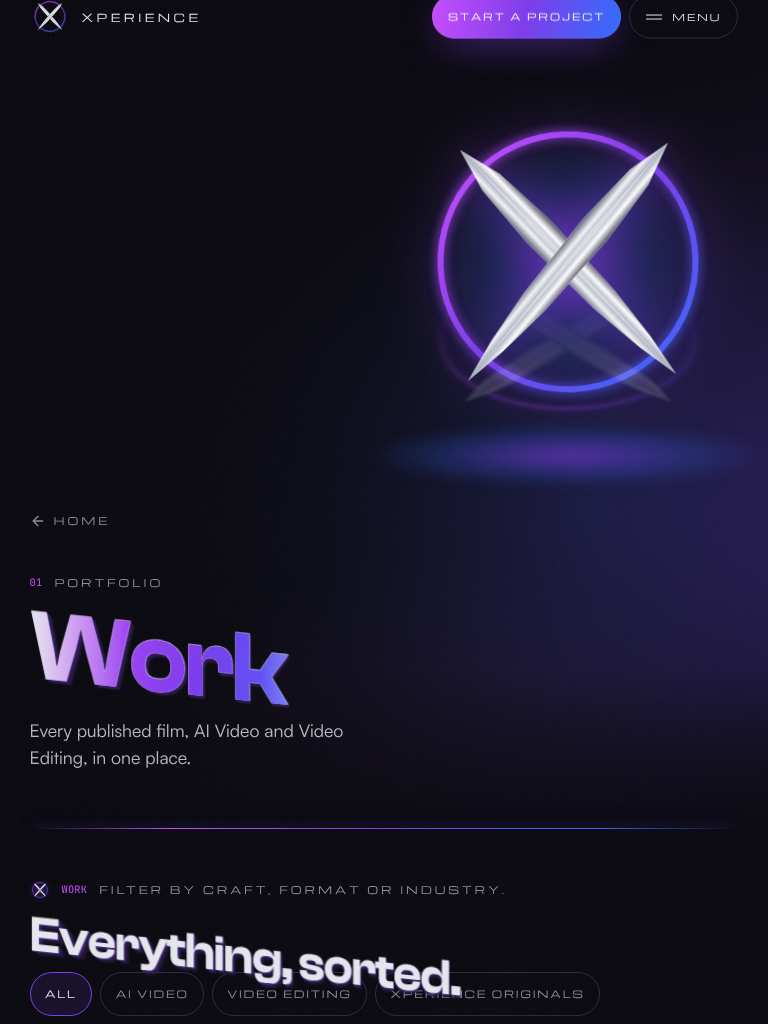 XPERIENCE
START A PROJECT
MENU
HOME
01 PORTFOLIO
Work
Every published film, AI Video and Video
Editing, in one place.
WORK FILTER BY CRAFT, FORMAT OR INDUSTRY.
Everything, sorted.
ALL
AI VIDEO
VIDEO EDITING
XPERIENCE ORIGINALS